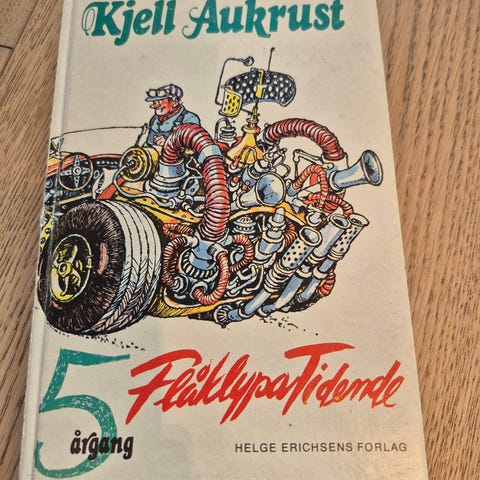 Kjell Aukrust
5
årgang
Flåklypa Tidende
HELGE ERICHSENS FORLAG